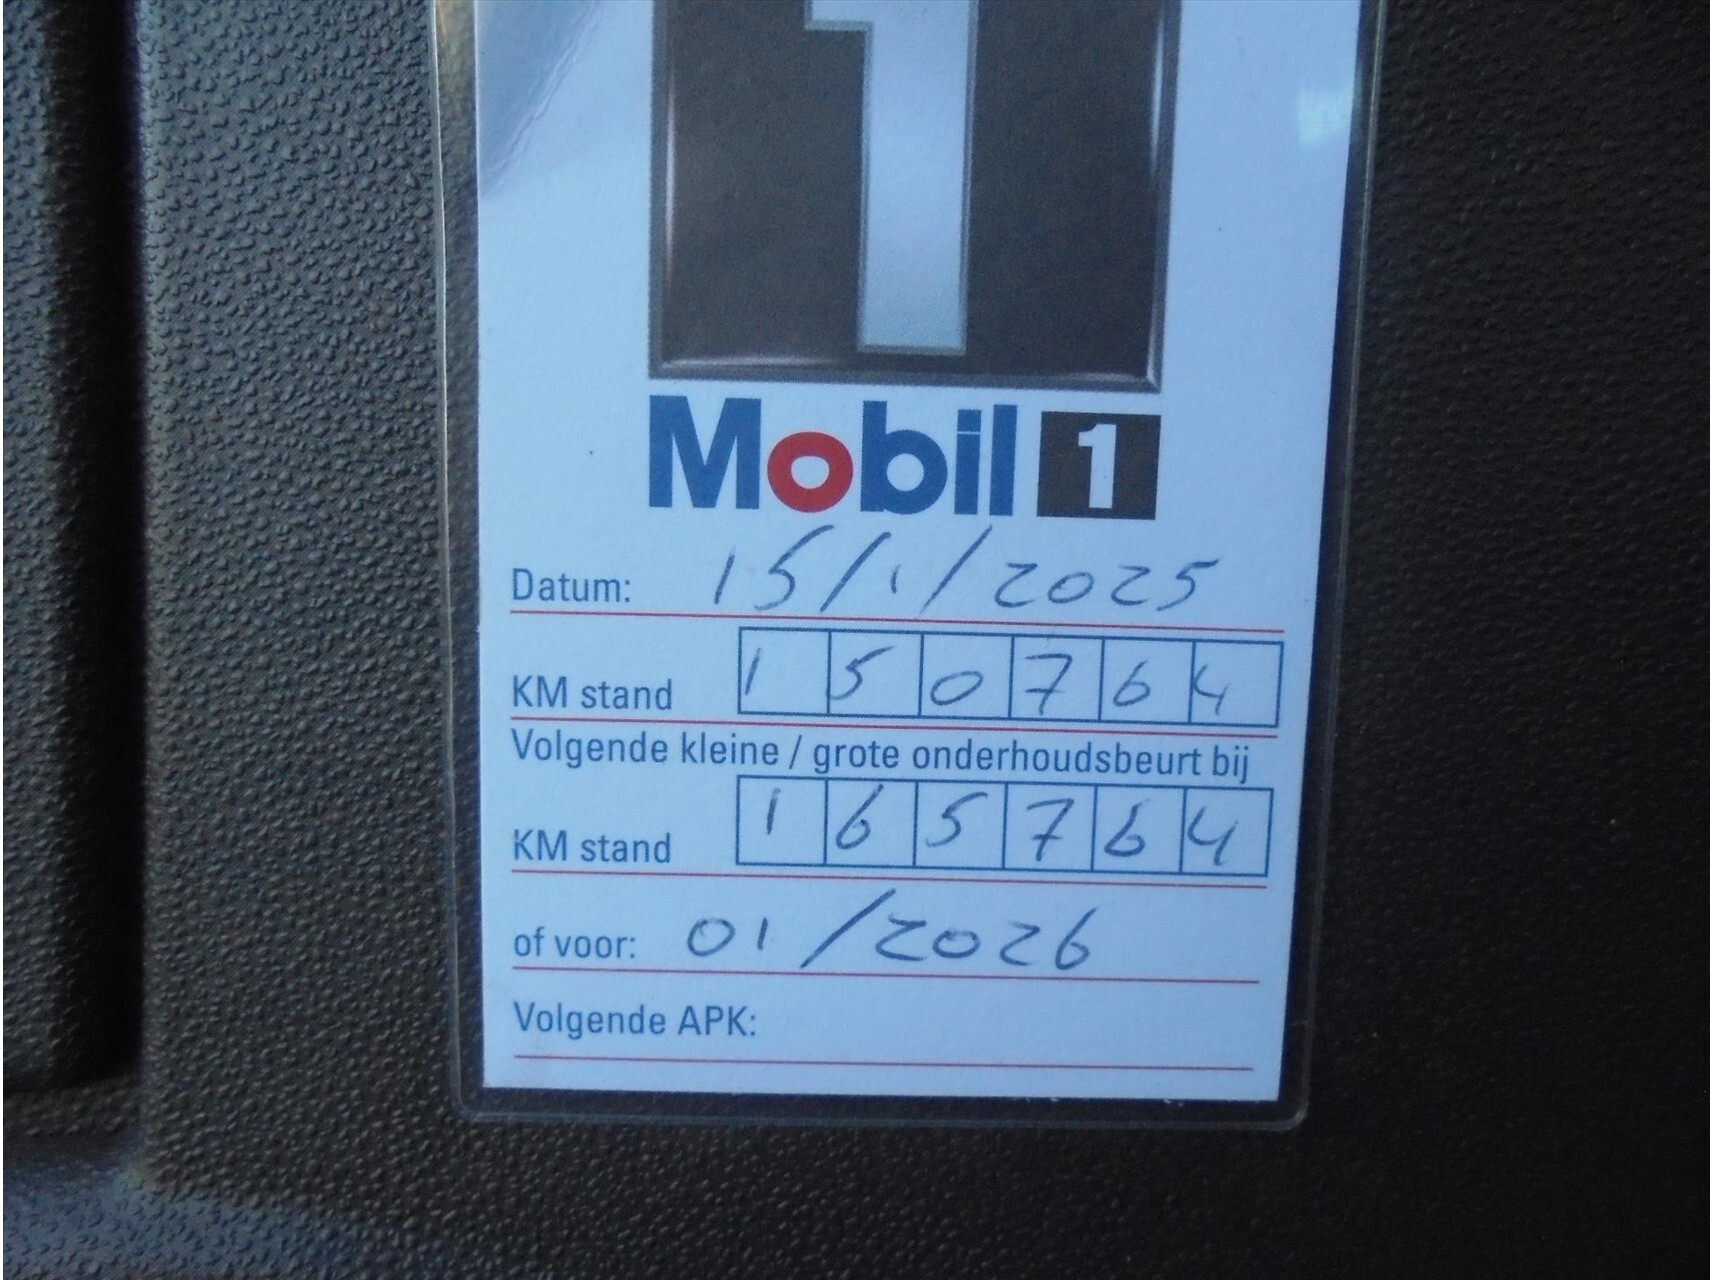 1
Mobil 1
Datum: 15/1/2025
KM stand 150764
Volgende kleine / grote onderhoudsbeurt bij
KM stand 165764
of voor: 01/2026
Volgende APK: